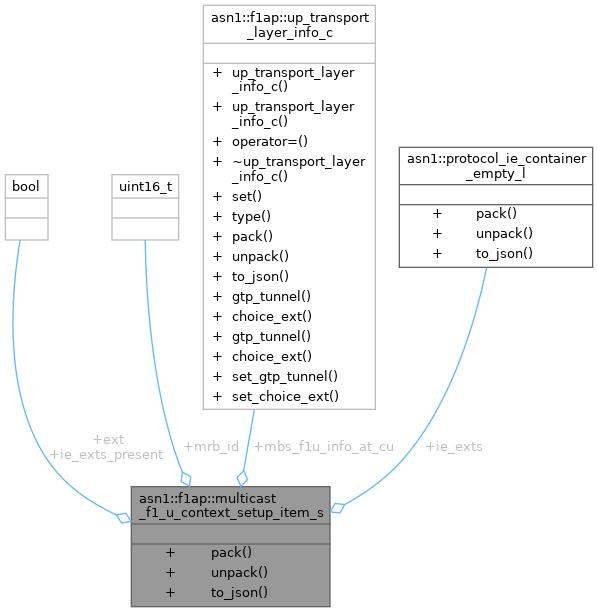 asn1::f1ap::up_transport
_layer_info_c
+ up_transport_layer
_info_c()
+ up_transport_layer
_info_c()
+ operator=()
+ ~up_transport_layer
_info_c()
+ set()
+ type()
+ pack()
+ unpack()
+ to_json()
+ gtp_tunnel()
+ choice_ext()
+ gtp_tunnel()
+ choice_ext()
+ set_gtp_tunnel()
+ set_choice_ext()
asn1::protocol_ie_container
_empty_l
+ pack()
+ unpack()
+ to_json()
bool
uint16_t
+ext
+ie_exts_present
+mrb_id
+mbs_f1u_info_at_cu
+ie_exts
asn1::f1ap::multicast
_f1_u_context_setup_item_s
+ pack()
+ unpack()
+ to_json()